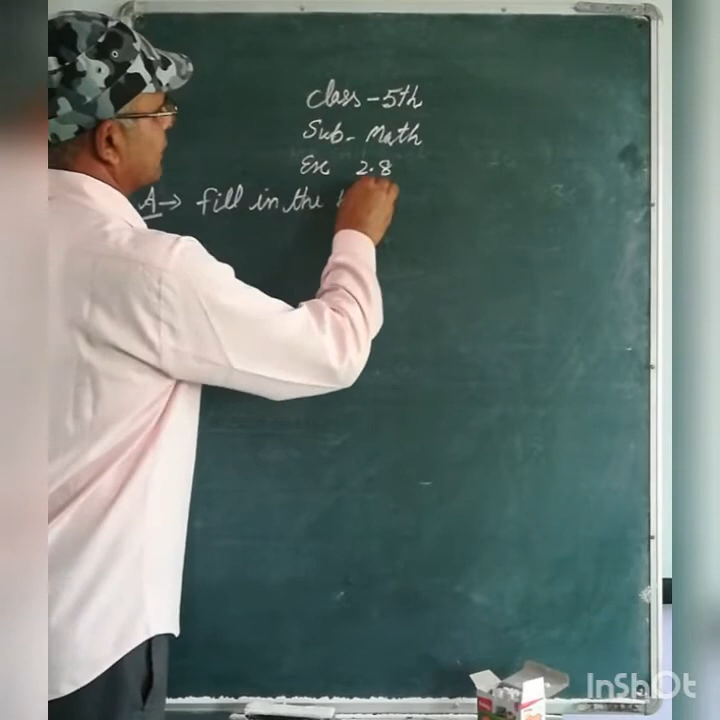 Class - 5th
Sub - Math
Ex 2.8
A → fill in the
InShOt